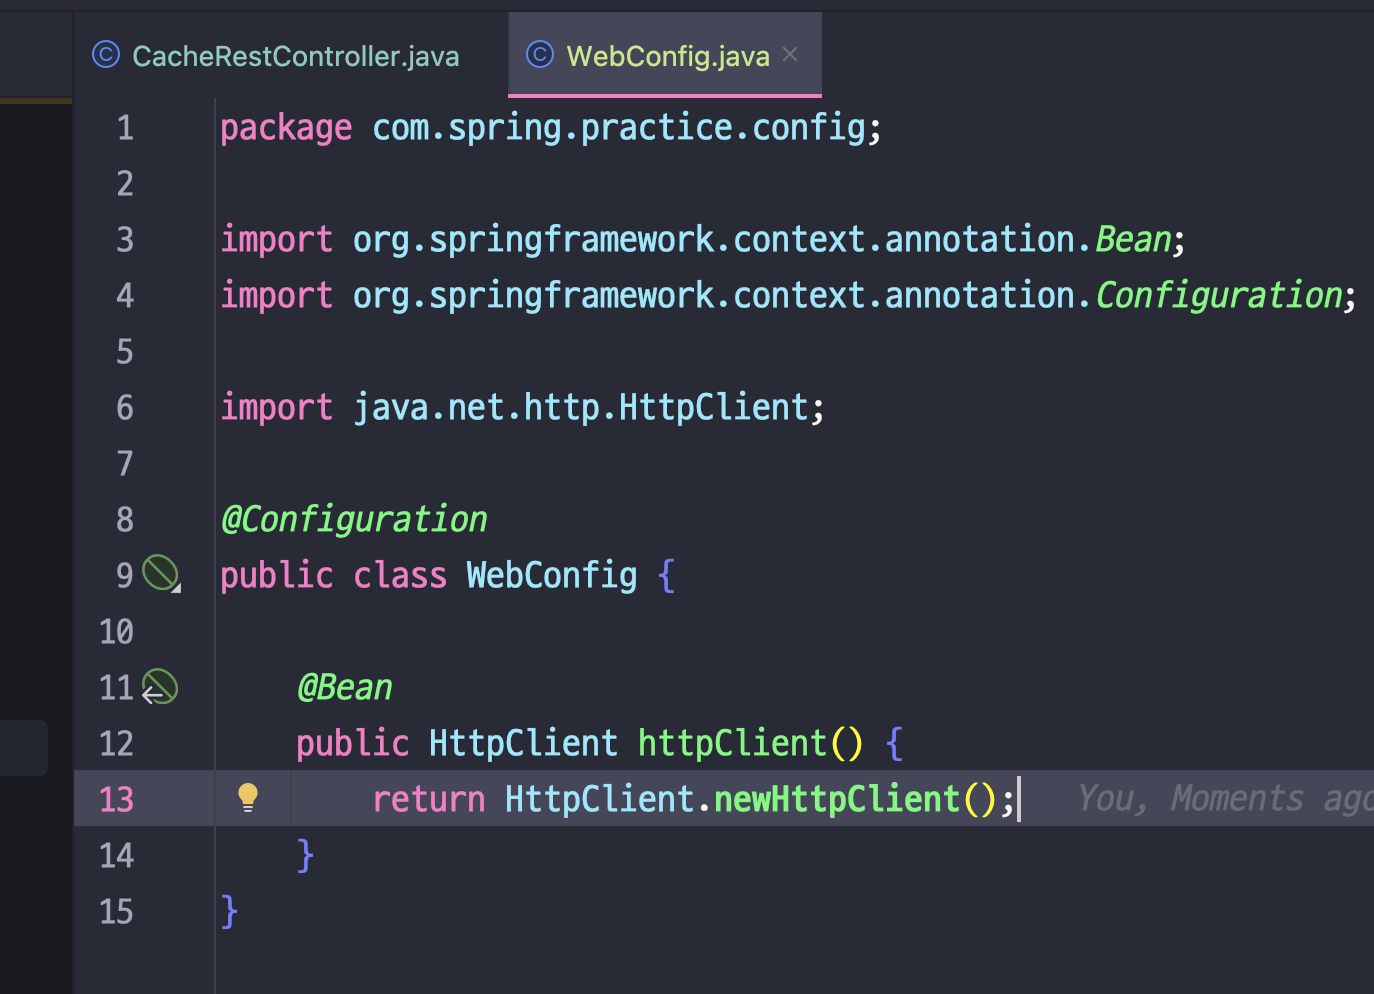 CacheRestController.java WebConfig.java
1 package com.spring.practice.config;
2
3 import org.springframework.context.annotation.Bean;
4 import org.springframework.context.annotation.Configuration;
5
6 import java.net.http.HttpClient;
7
8 @Configuration
9 public class WebConfig {
10
11 @Bean
12 public HttpClient httpClient() {
13 return HttpClient.newHttpClient(); You, Moments ago
14 }
15 }